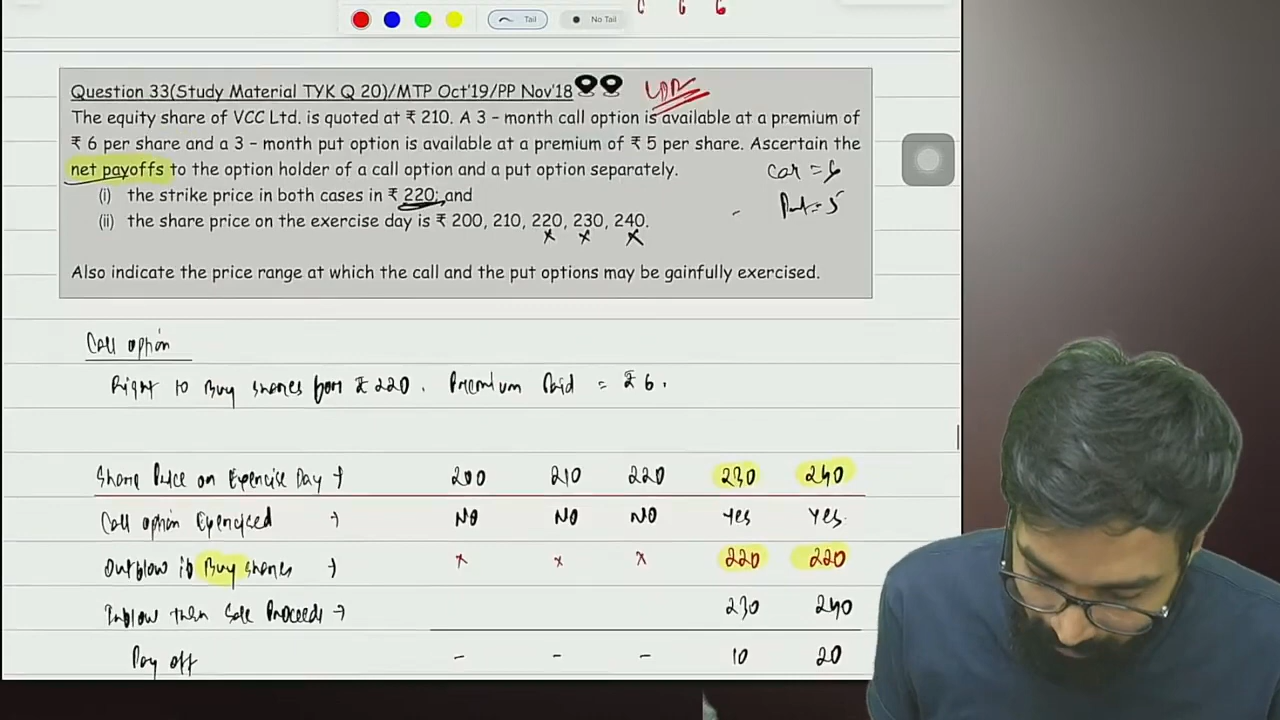 Tail
No Tail
6 6 6
Question 33(Study Material TYK Q 20)/MTP Oct'19/PP Nov'18
The equity share of VCC Ltd. is quoted at ₹ 210. A 3 – month call option is available at a premium of
₹ 6 per share and a 3 – month put option is available at a premium of ₹ 5 per share. Ascertain the
net payoffs to the option holder of a call option and a put option separately.
(i) the strike price in both cases in ₹ 220; and
(ii) the share price on the exercise day is ₹ 200, 210, 220, 230, 240.
Also indicate the price range at which the call and the put options may be gainfully exercised.
Call = 6
Put = 5
x x x
Call option
Right to Buy shares for ₹ 220. Premium Paid = ₹ 6.
Share Price on Exercise Day → 200 210 220 230 240
Call option Exercised → No No No Yes Yes.
Outflow to Buy shares → x x x 220 220
Inflow then Sale Proceeds → 230 240
Pay off - - - 10 20